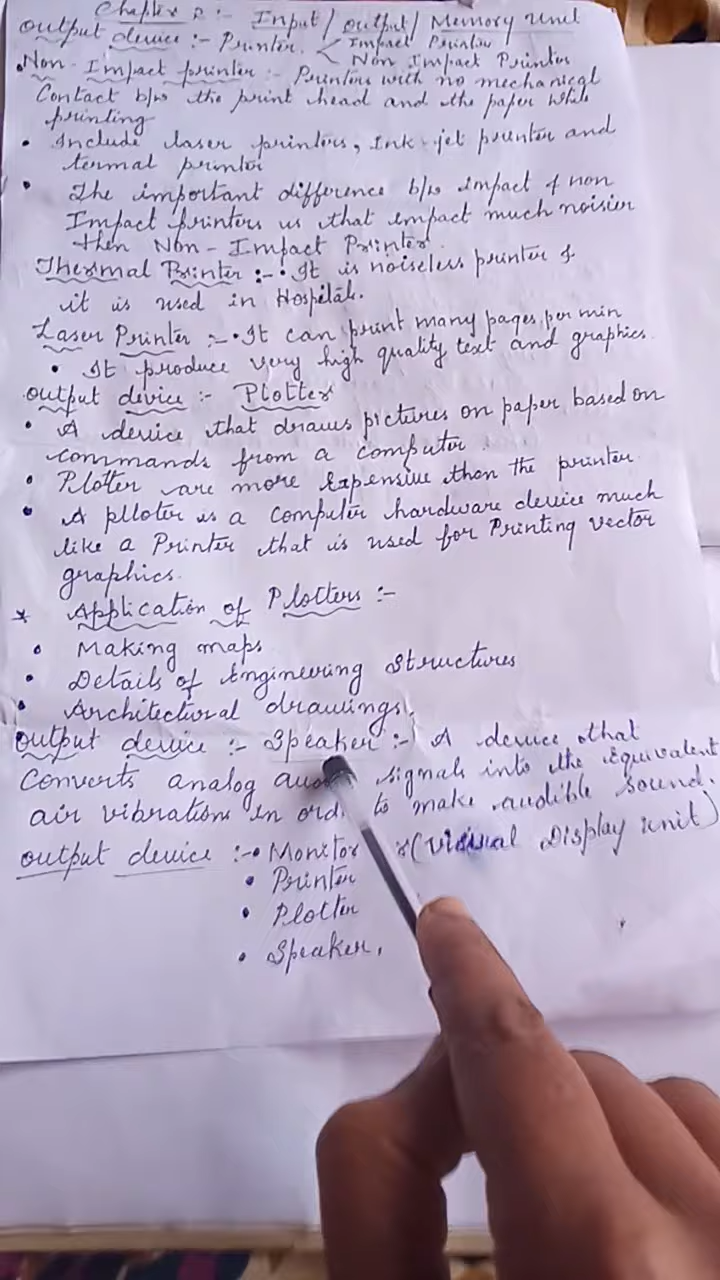 Chapter 2:- Input/Output/Memory Unit
Output device :- Printer. < Impact Printer
Non Impact Printer
• Non-Impact printer :- Printers with no mechanical
Contact b/w the print head and the paper while
printing
• Include laser printers, Ink-jet printer and
termal printer
• The important difference b/w impact & non
Impact printers is that impact much noisier
then Non-Impact Printer.
Thermal Printer :- • It is noiseless printer &
it is used in Hospitals.
Laser Printer :- • It can print many pages per min
• It produce very high quality text and graphics.
output device :- Plotter
• A device that draws pictures on paper based on
commands from a computer.
• Plotter are more Expensive then the printer.
• A plloter is a computer hardware device much
like a Printer that is used for Printing vector
graphics.
* Application of Plotters :-
• Making maps
• Details of Engineering Structures
• Architectural drawings.
Output device :- Speaker :- A device that
Converts analog signals into the Equivalent
air vibration in to make audible sound.
output device :- • Monitor (Visual Display unit)
• Printer
• Plotter
• Speaker.